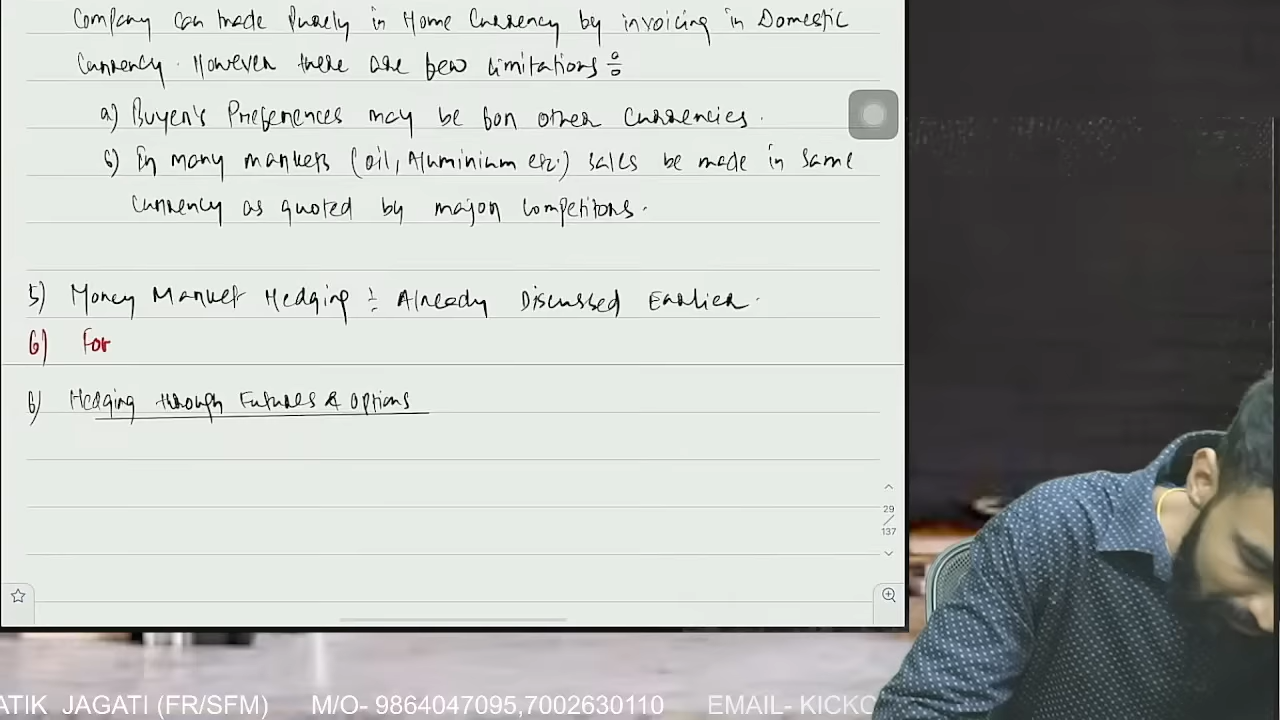 Company can trade Purely in Home Currency by invoicing in Domestic
Currency. However there are few limitations :
a) Buyer's Preferences may be for other currencies.
b) In many markets (oil, Aluminium etc.) sales be made in same
currency as quoted by major competitors.
5) Money Market Hedging : Already Discussed Earlier.
6) For
6) Hedging through Futures & Options
29
137
ATIK JAGATI (FR/SFM) M/O- 9864047095,7002630110 EMAIL- KICKO